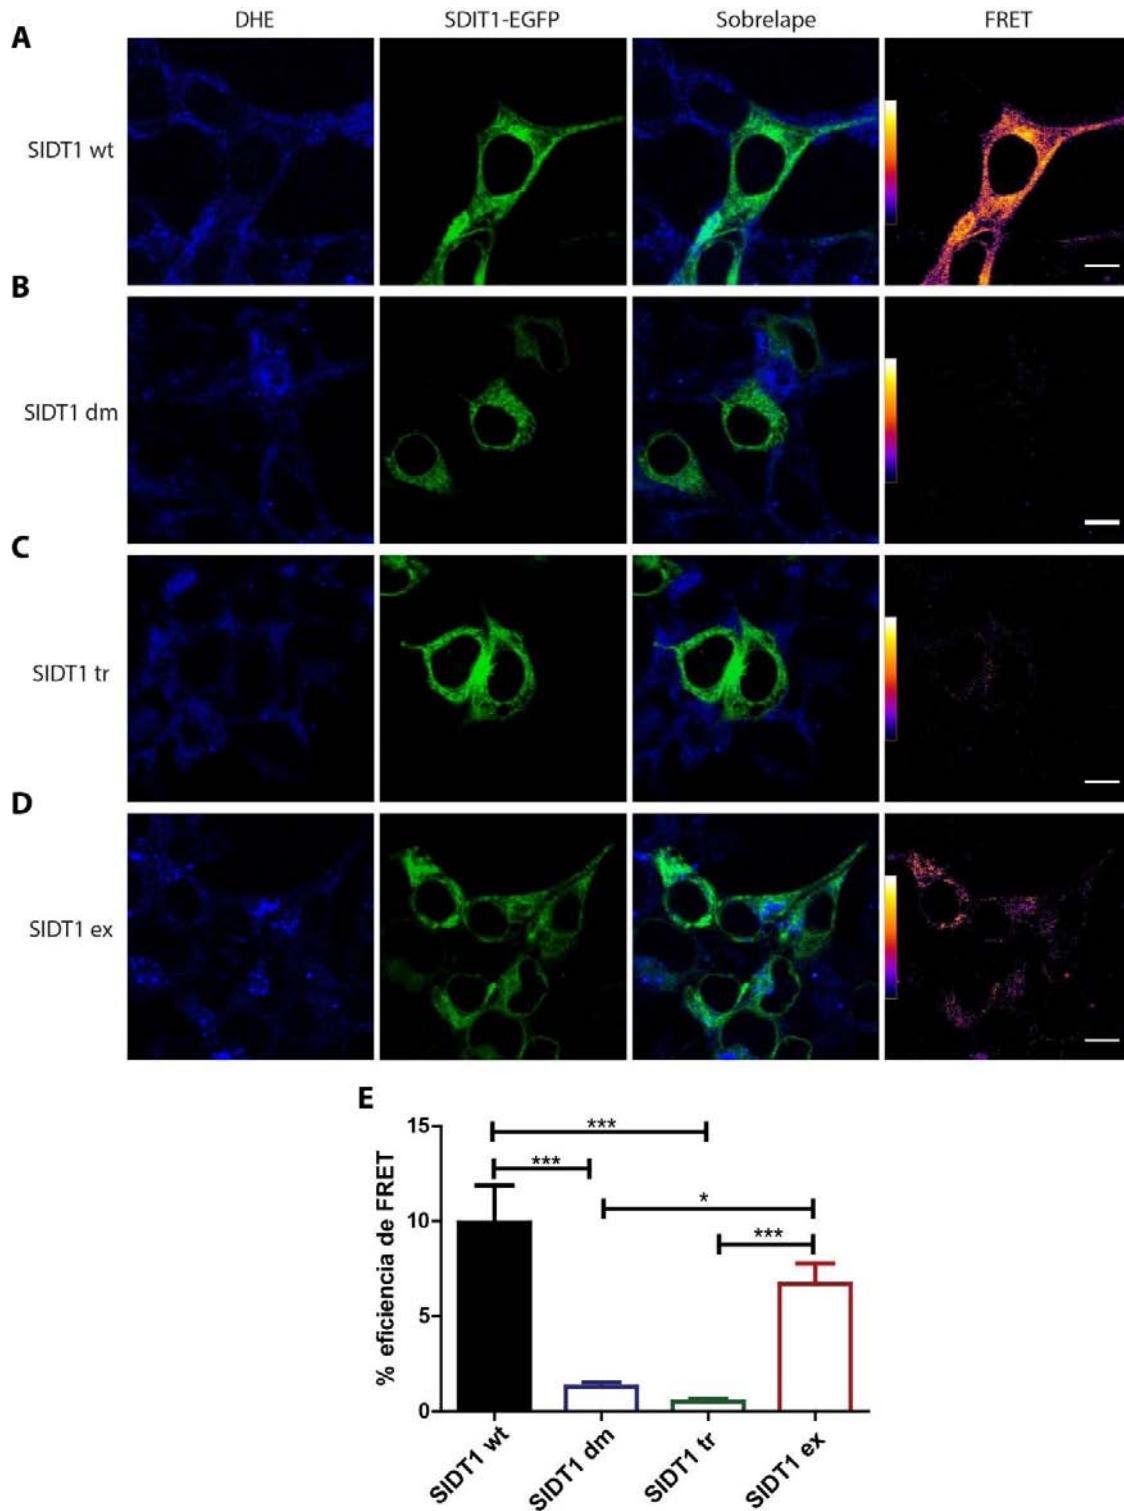 DHE SDIT1-EGFP Sobrelape FRET
A
SIDT1 wt
B
SIDT1 dm
C
SIDT1 tr
D
SIDT1 ex
E
% eficiencia de FRET
15
10
5
0
***
***
*
***
SIDT1 wt
SIDT1 dm
SIDT1 tr
SIDT1 ex